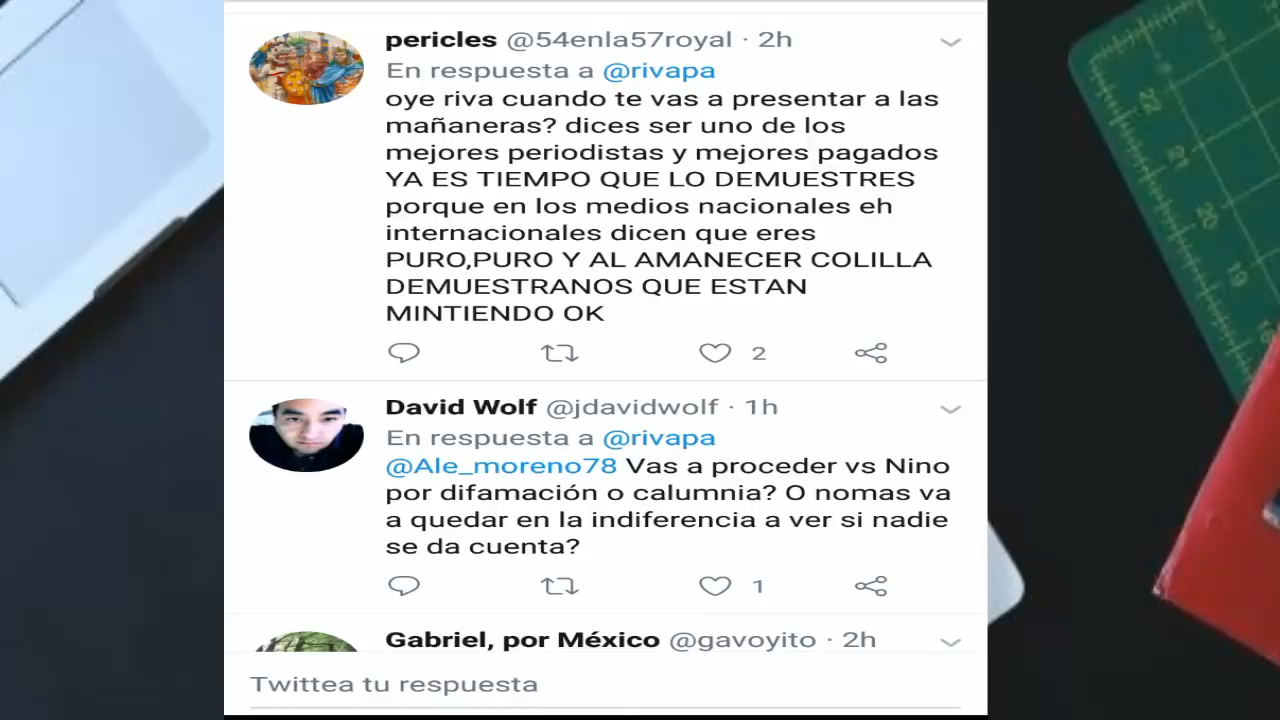 pericles @54enla57royal · 2h
En respuesta a @rivapa
oye riva cuando te vas a presentar a las
mañaneras? dices ser uno de los
mejores periodistas y mejores pagados
YA ES TIEMPO QUE LO DEMUESTRES
porque en los medios nacionales eh
internacionales dicen que eres
PURO,PURO Y AL AMANECER COLILLA
DEMUESTRANOS QUE ESTAN
MINTIENDO OK
2
David Wolf @jdavidwolf · 1h
En respuesta a @rivapa
@Ale_moreno78 Vas a proceder vs Nino
por difamación o calumnia? O nomas va
a quedar en la indiferencia a ver si nadie
se da cuenta?
1
Gabriel, por México @gavoyito · 2h
Twittea tu respuesta
22
21
20
19